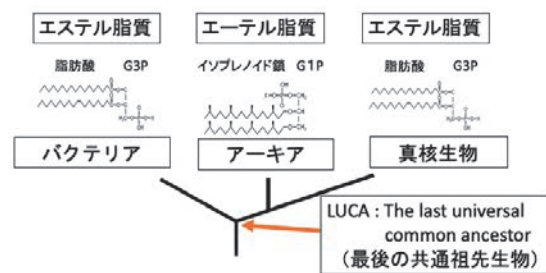 エステル脂質
エーテル脂質
エステル脂質
脂肪酸 G3P
イソプレノイド鎖 G1P
脂肪酸 G3P
バクテリア
アーキア
真核生物
LUCA : The last universal
common ancestor
（最後の共通祖先生物）